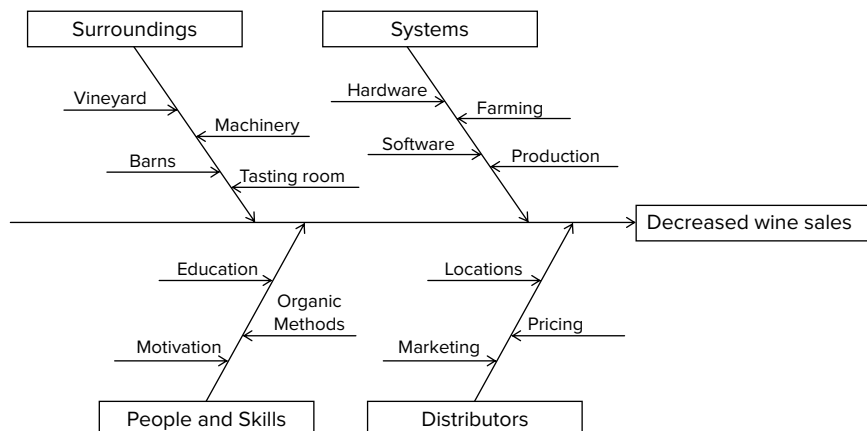 Surroundings
Systems
Hardware
Vineyard
Farming
Machinery
Software
Barns
Production
Tasting room
Decreased wine sales
Education
Locations
Organic
Methods
Pricing
Motivation
Marketing
People and Skills
Distributors